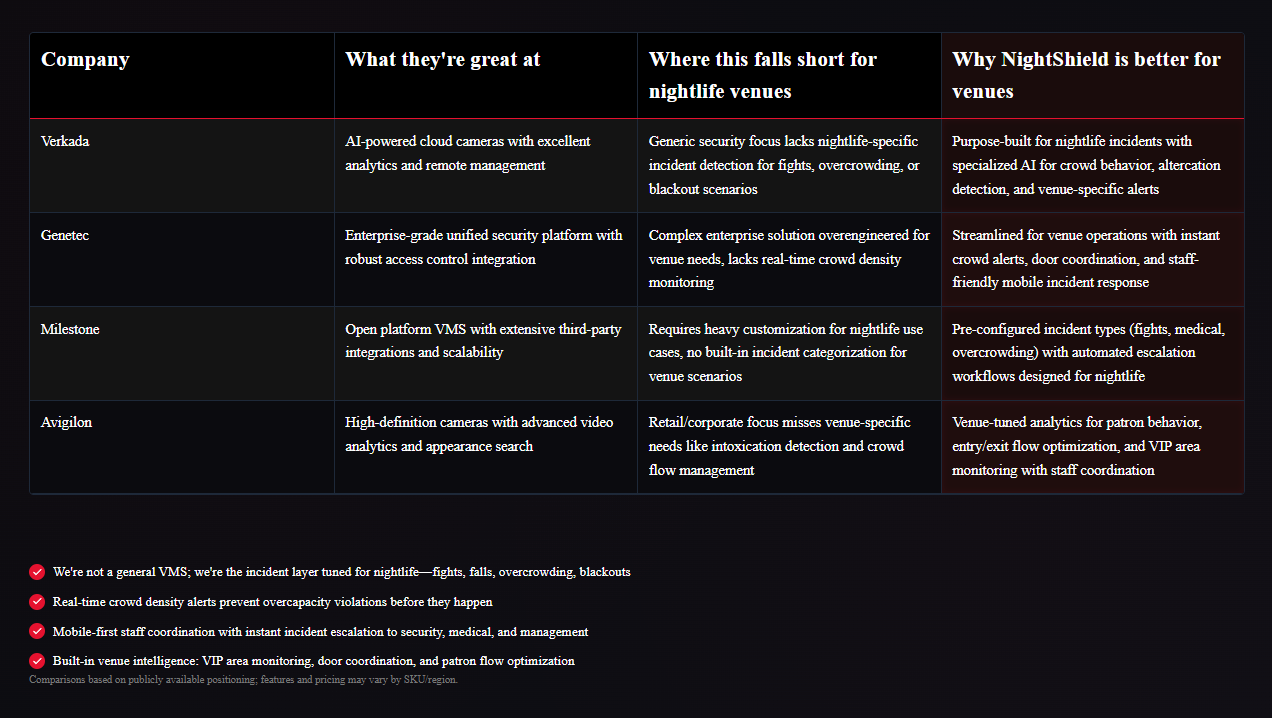 Company
What they're great at
Where this falls short for
nightlife venues
Why NightShield is better for
venues
Verkada
AI-powered cloud cameras with excellent
analytics and remote management
Generic security focus lacks nightlife-specific
incident detection for fights, overcrowding, or
blackout scenarios
Purpose-built for nightlife incidents with
specialized AI for crowd behavior, altercation
detection, and venue-specific alerts
Genetec
Enterprise-grade unified security platform with
robust access control integration
Complex enterprise solution overengineered for
venue needs, lacks real-time crowd density
monitoring
Streamlined for venue operations with instant
crowd alerts, door coordination, and staff-
friendly mobile incident response
Milestone
Open platform VMS with extensive third-party
integrations and scalability
Requires heavy customization for nightlife use
cases, no built-in incident categorization for
venue scenarios
Pre-configured incident types (fights, medical,
overcrowding) with automated escalation
workflows designed for nightlife
Avigilon
High-definition cameras with advanced video
analytics and appearance search
Retail/corporate focus misses venue-specific
needs like intoxication detection and crowd
flow management
Venue-tuned analytics for patron behavior,
entry/exit flow optimization, and VIP area
monitoring with staff coordination
We're not a general VMS; we're the incident layer tuned for nightlife—fights, falls, overcrowding, blackouts
Real-time crowd density alerts prevent overcapacity violations before they happen
Mobile-first staff coordination with instant incident escalation to security, medical, and management
Built-in venue intelligence: VIP area monitoring, door coordination, and patron flow optimization
Comparisons based on publicly available positioning; features and pricing may vary by SKU/region.